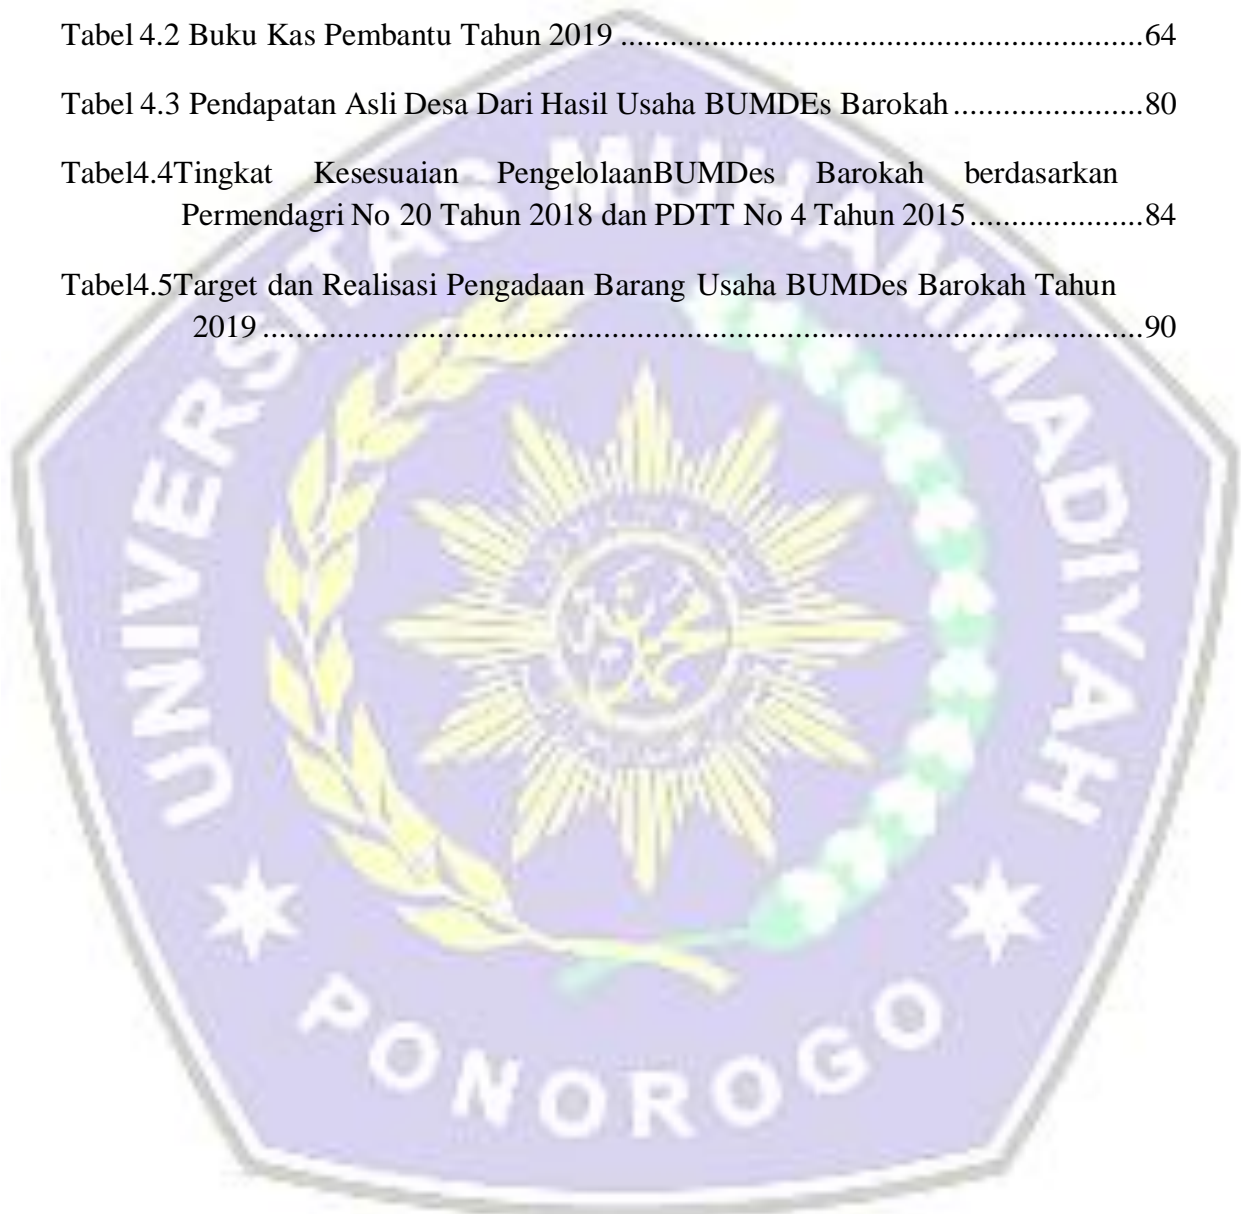 Tabel 4.2 Buku Kas Pembantu Tahun 2019 ................................................................64
Tabel 4.3 Pendapatan Asli Desa Dari Hasil Usaha BUMDEs Barokah .......................80
Tabel4.4Tingkat Kesesuaian PengelolaanBUMDes Barokah berdasarkan
Permendagri No 20 Tahun 2018 dan PDTT No 4 Tahun 2015 .....................84
Tabel4.5Target dan Realisasi Pengadaan Barang Usaha BUMDes Barokah Tahun
2019 ...........................................................................................................90
UNIVERSITAS MUHAMMADIYAH
PONOROGO